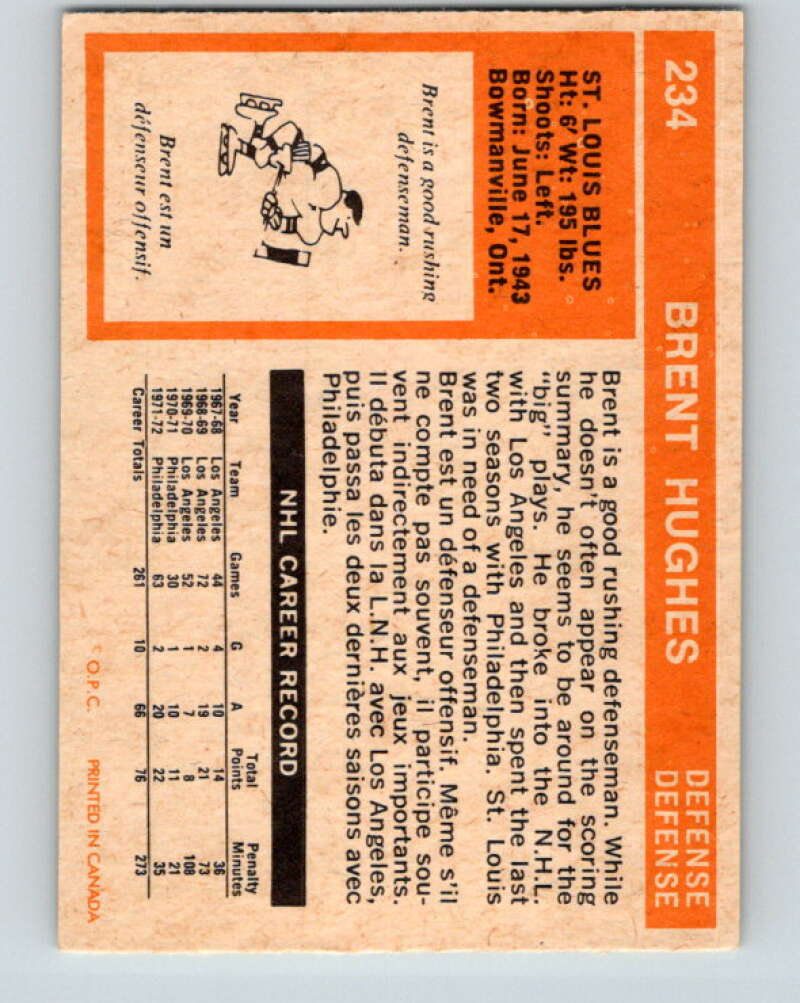 234 BRENT HUGHES DEFENSE
DEFENSE
ST. LOUIS BLUES
Ht: 6' Wt: 195 lbs.
Shoots: Left.
Born: June 17, 1943
Bowmanville, Ont.
Brent is a good rushing
defenseman.
Brent est un
défenseur offensif.
Brent is a good rushing defenseman. While
he doesn't often appear on the scoring
summary, he seems to be around for the
"big" plays. He broke into the N.H.L.
with Los Angeles and then spent the last
two seasons with Philadelphia. St. Louis
was in need of a defenseman.
Brent est un défenseur offensif. Même s'il
ne compte pas souvent, il participe sou-
vent indirectement aux jeux importants.
Il débuta dans la L.N.H. avec Los Angeles,
puis passa les deux dernières saisons avec
Philadelphie.
NHL CAREER RECORD
Year Team Games G A Total Points Penalty Minutes
1967-68 Los Angeles 44 4 10 14 36
1968-69 Los Angeles 72 2 19 21 73
1969-70 Los Angeles 52 1 7 8 108
1970-71 Philadelphia 30 1 10 11 21
1971-72 Philadelphia 63 2 20 22 35
Career Totals 261 10 66 76 273
© O.P.C. PRINTED IN CANADA